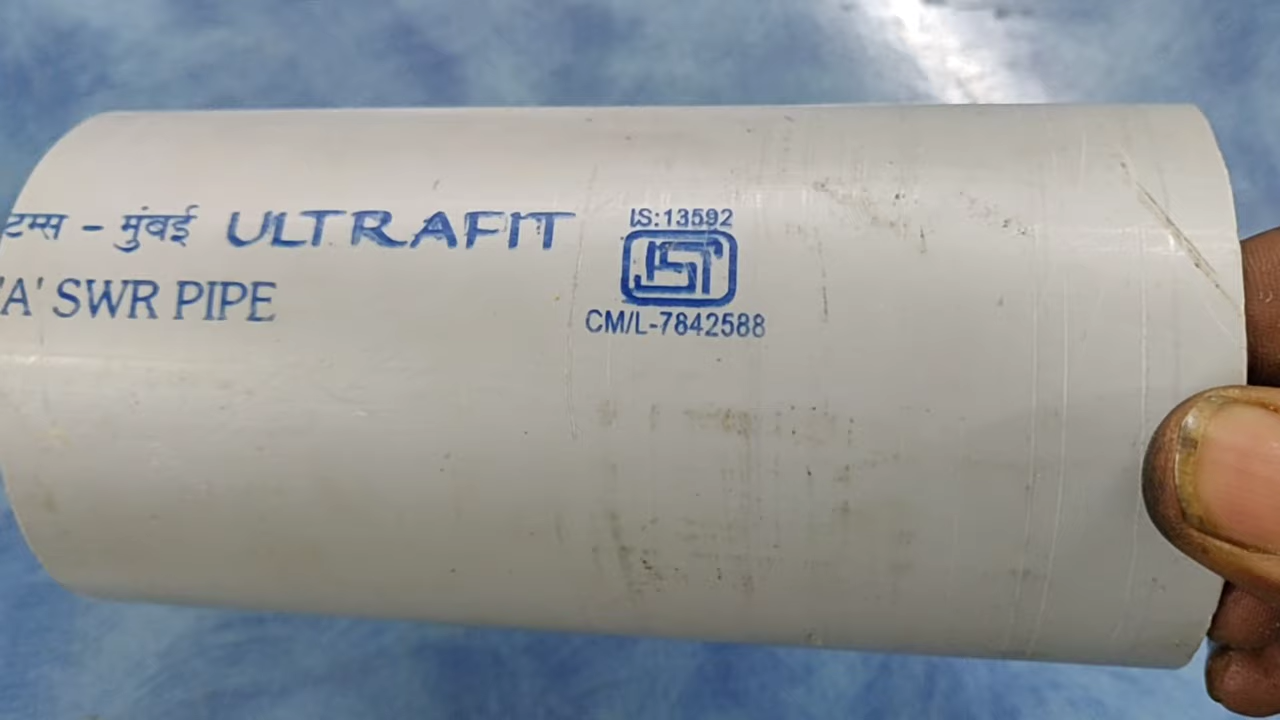 टम्स - मुंबई ULTRAFIT
'A' SWR PIPE
IS:13592
ISI
CM/L-7842588